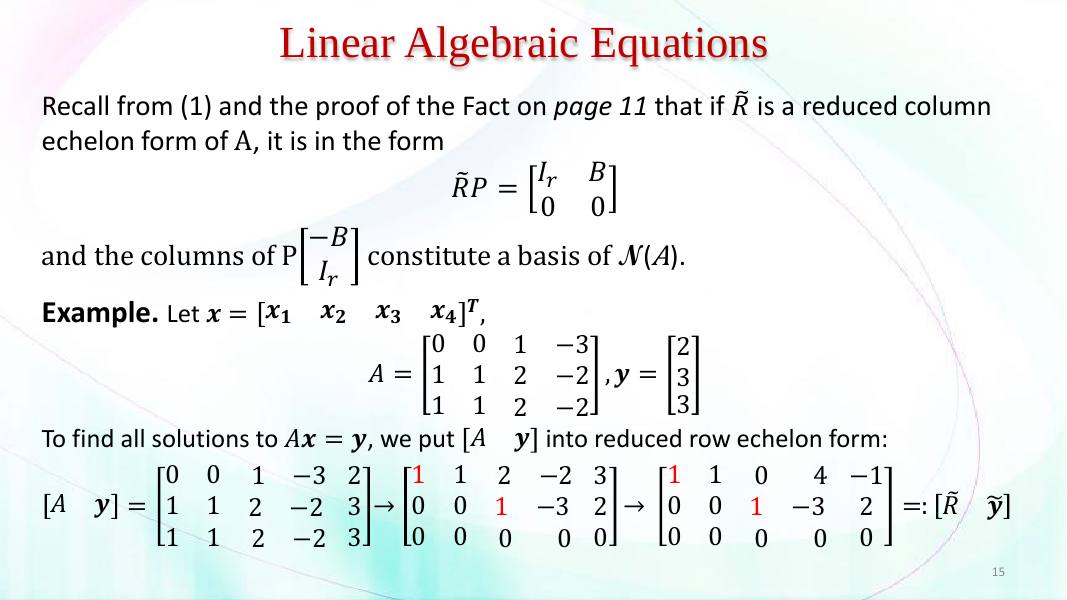 Linear Algebraic Equations
Recall from (1) and the proof of the Fact on page 11 that if R̃ is a reduced column
echelon form of A, it is in the form
R̃P = [I_r B
0 0]
and the columns of P [−B
I_r] constitute a basis of 𝓝(A).
Example. Let x = [x₁ x₂ x₃ x₄]ᵀ,
A = [0 0 1 −3
1 1 2 −2
1 1 2 −2], y = [2
3
3]
To find all solutions to Ax = y, we put [A y] into reduced row echelon form:
[A y] = [0 0 1 −3 2
1 1 2 −2 3
1 1 2 −2 3] → [1 1 2 −2 3
0 0 1 −3 2
0 0 0 0 0] → [1 1 0 4 −1
0 0 1 −3 2
0 0 0 0 0] =: [R̃ ỹ]
15